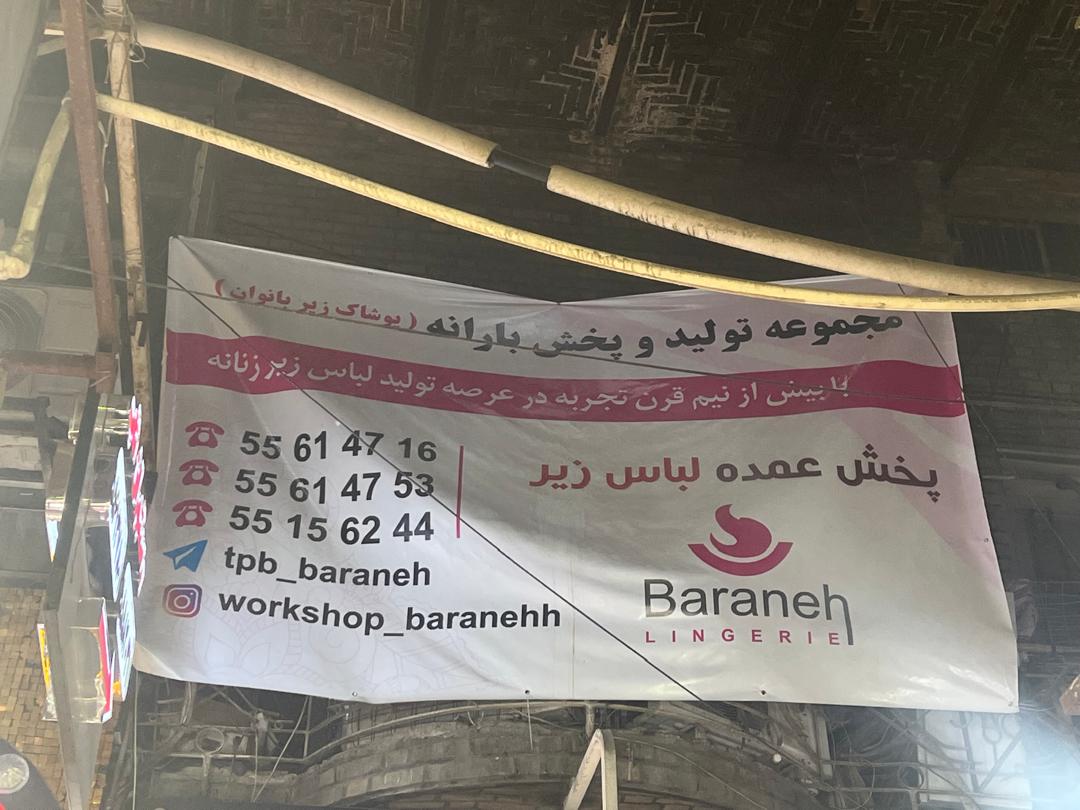 مجموعه تولید و پخش بارانه ( پوشاک زیر بانوان )
با بیش از نیم قرن تجربه در عرصه تولید لباس زیر زنانه
پخش عمده لباس زیر
Baraneh
LINGERIE
55 61 47 16
55 61 47 53
55 15 62 44
tpb_baraneh
workshop_baranehh